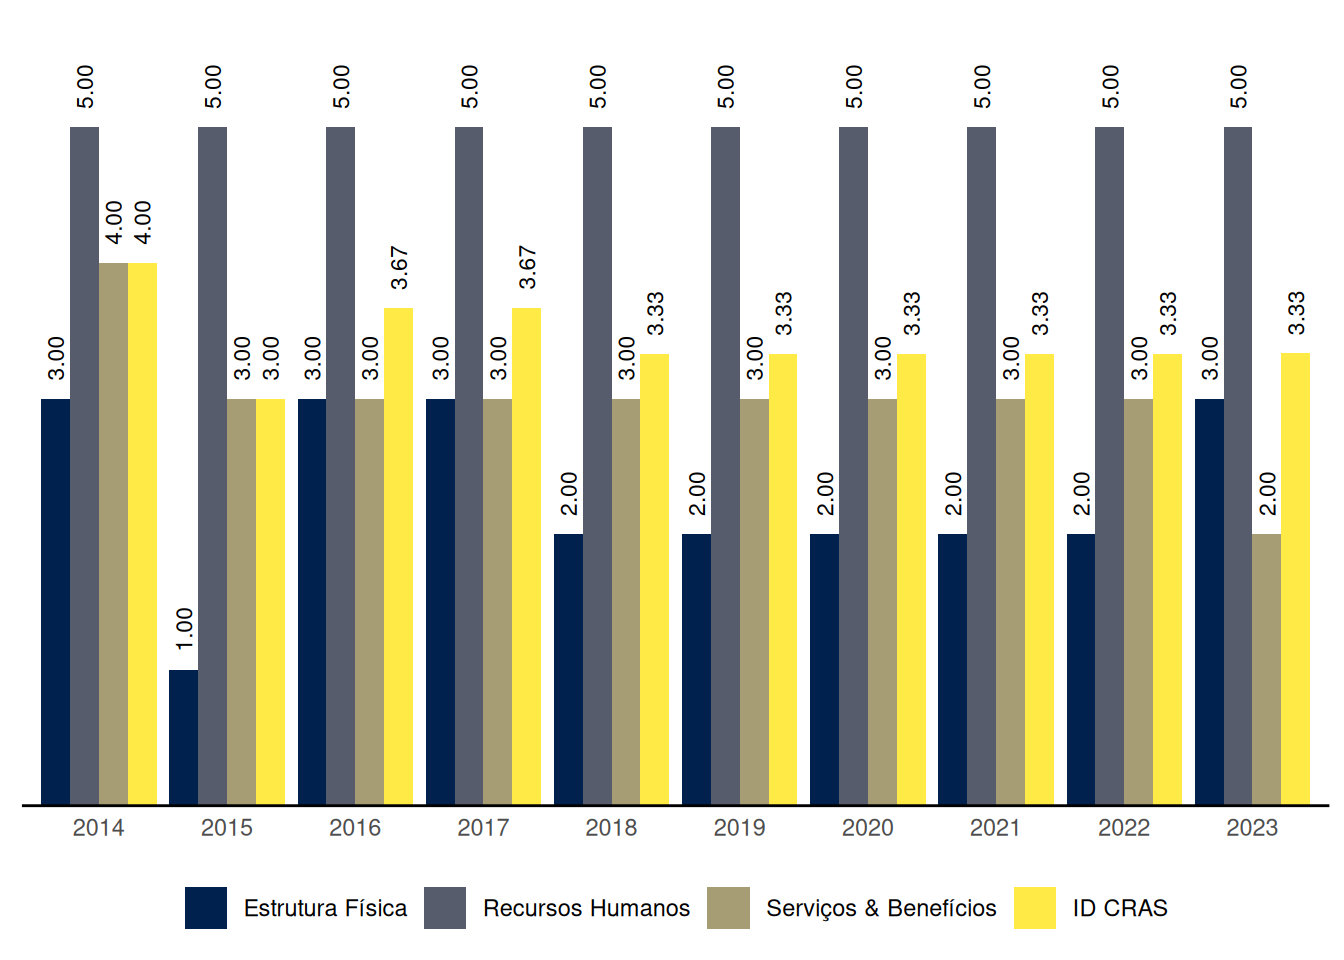 5.00 5.00 5.00 5.00 5.00 5.00 5.00 5.00 5.00 5.00
4.00 4.00
3.67 3.67
3.33 3.33 3.33 3.33 3.33 3.33
3.00 3.00 3.00 3.00 3.00 3.00 3.00 3.00 3.00 3.00 3.00 3.00 3.00
2.00 2.00 2.00 2.00 2.00 2.00
1.00
2014 2015 2016 2017 2018 2019 2020 2021 2022 2023
Estrutura Física Recursos Humanos Serviços & Benefícios ID CRAS